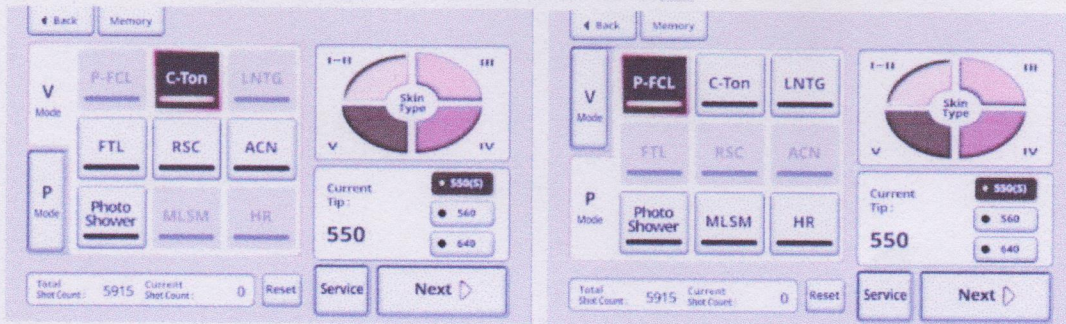 Back Memory
V
Mode
P
Mode
P-FCL C-Ton LNTG
FTL RSC ACN
Photo
Shower
MLSM HR
I-II
III
Skin
Type
V
IV
Current
Tip :
550
550(S)
560
640
Total
Shot Count :
5915
Current
Shot Count :
0
Reset
Service
Next
Back Memory
V
Mode
P
Mode
P-FCL C-Ton LNTG
FTL RSC ACN
Photo
Shower
MLSM HR
I-II
III
Skin
Type
V
IV
Current
Tip :
550
550(S)
560
640
Total
Shot Count :
5915
Current
Shot Count
0
Reset
Service
Next